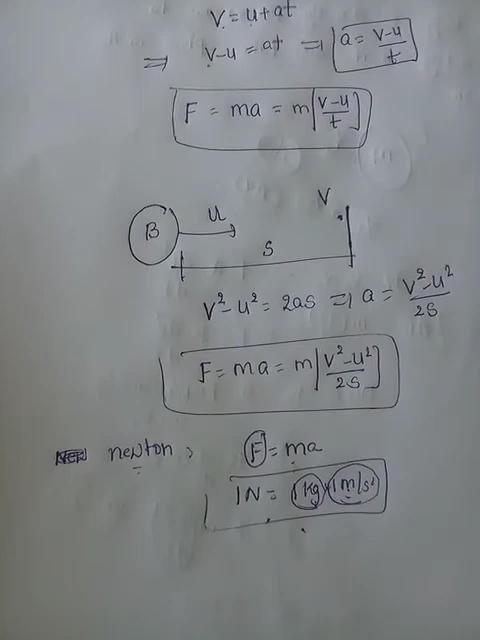 V = u + at
⇒ V-u = at ⇒ a = V-u/t
F = ma = m[V-u/t]
B u V
S
V²-u² = 2as ⇒ a = V²-u²/2S
F = ma = m[V²-u²/2S]
newton, F = ma
1N = 1kg × 1m/s²